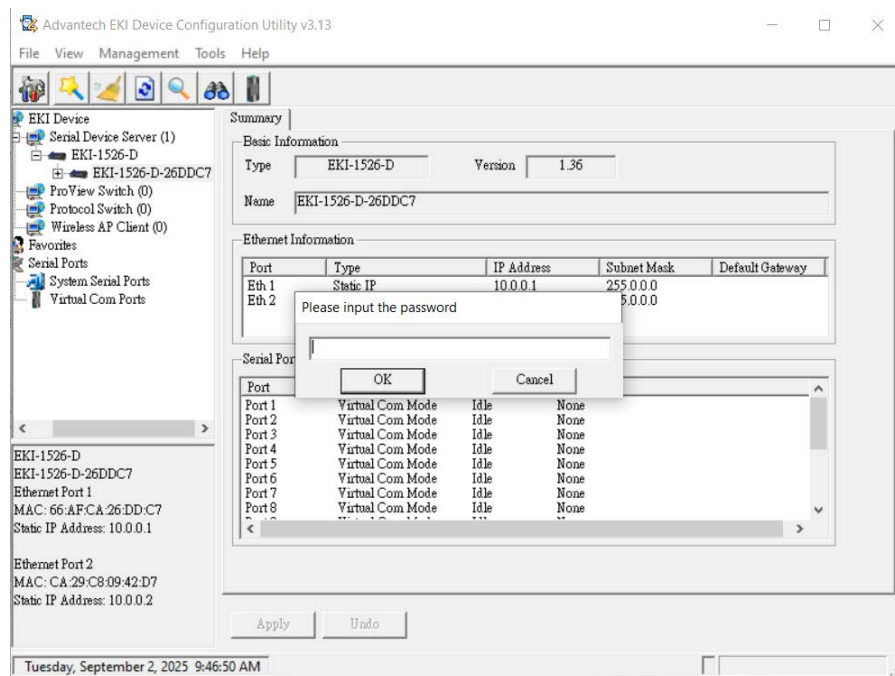 Advantech EKI Device Configuration Utility v3.13
File View Management Tools Help
EKI Device
Serial Device Server (1)
EKI-1526-D
EKI-1526-D-26DDC7
ProView Switch (0)
Protocol Switch (0)
Wireless AP Client (0)
Favorites
Serial Ports
System Serial Ports
Virtual Com Ports
EKI-1526-D
EKI-1526-D-26DDC7
Ethernet Port 1
MAC: 66:AF:CA:26:DD:C7
Static IP Address: 10.0.0.1
Ethernet Port 2
MAC: CA:29:C8:09:42:D7
Static IP Address: 10.0.0.2
Summary
Basic Information
Type EKI-1526-D Version 1.36
Name EKI-1526-D-26DDC7
Ethernet Information
Port Type IP Address Subnet Mask Default Gateway
Eth 1 Static IP 10.0.0.1 255.0.0.0
Eth 2 5.0.0.0
Please input the password
OK Cancel
Serial Por
Port
Port 1 Virtual Com Mode Idle None
Port 2 Virtual Com Mode Idle None
Port 3 Virtual Com Mode Idle None
Port 4 Virtual Com Mode Idle None
Port 5 Virtual Com Mode Idle None
Port 6 Virtual Com Mode Idle None
Port 7 Virtual Com Mode Idle None
Port 8 Virtual Com Mode Idle None
Apply Undo
Tuesday, September 2, 2025 9:46:50 AM